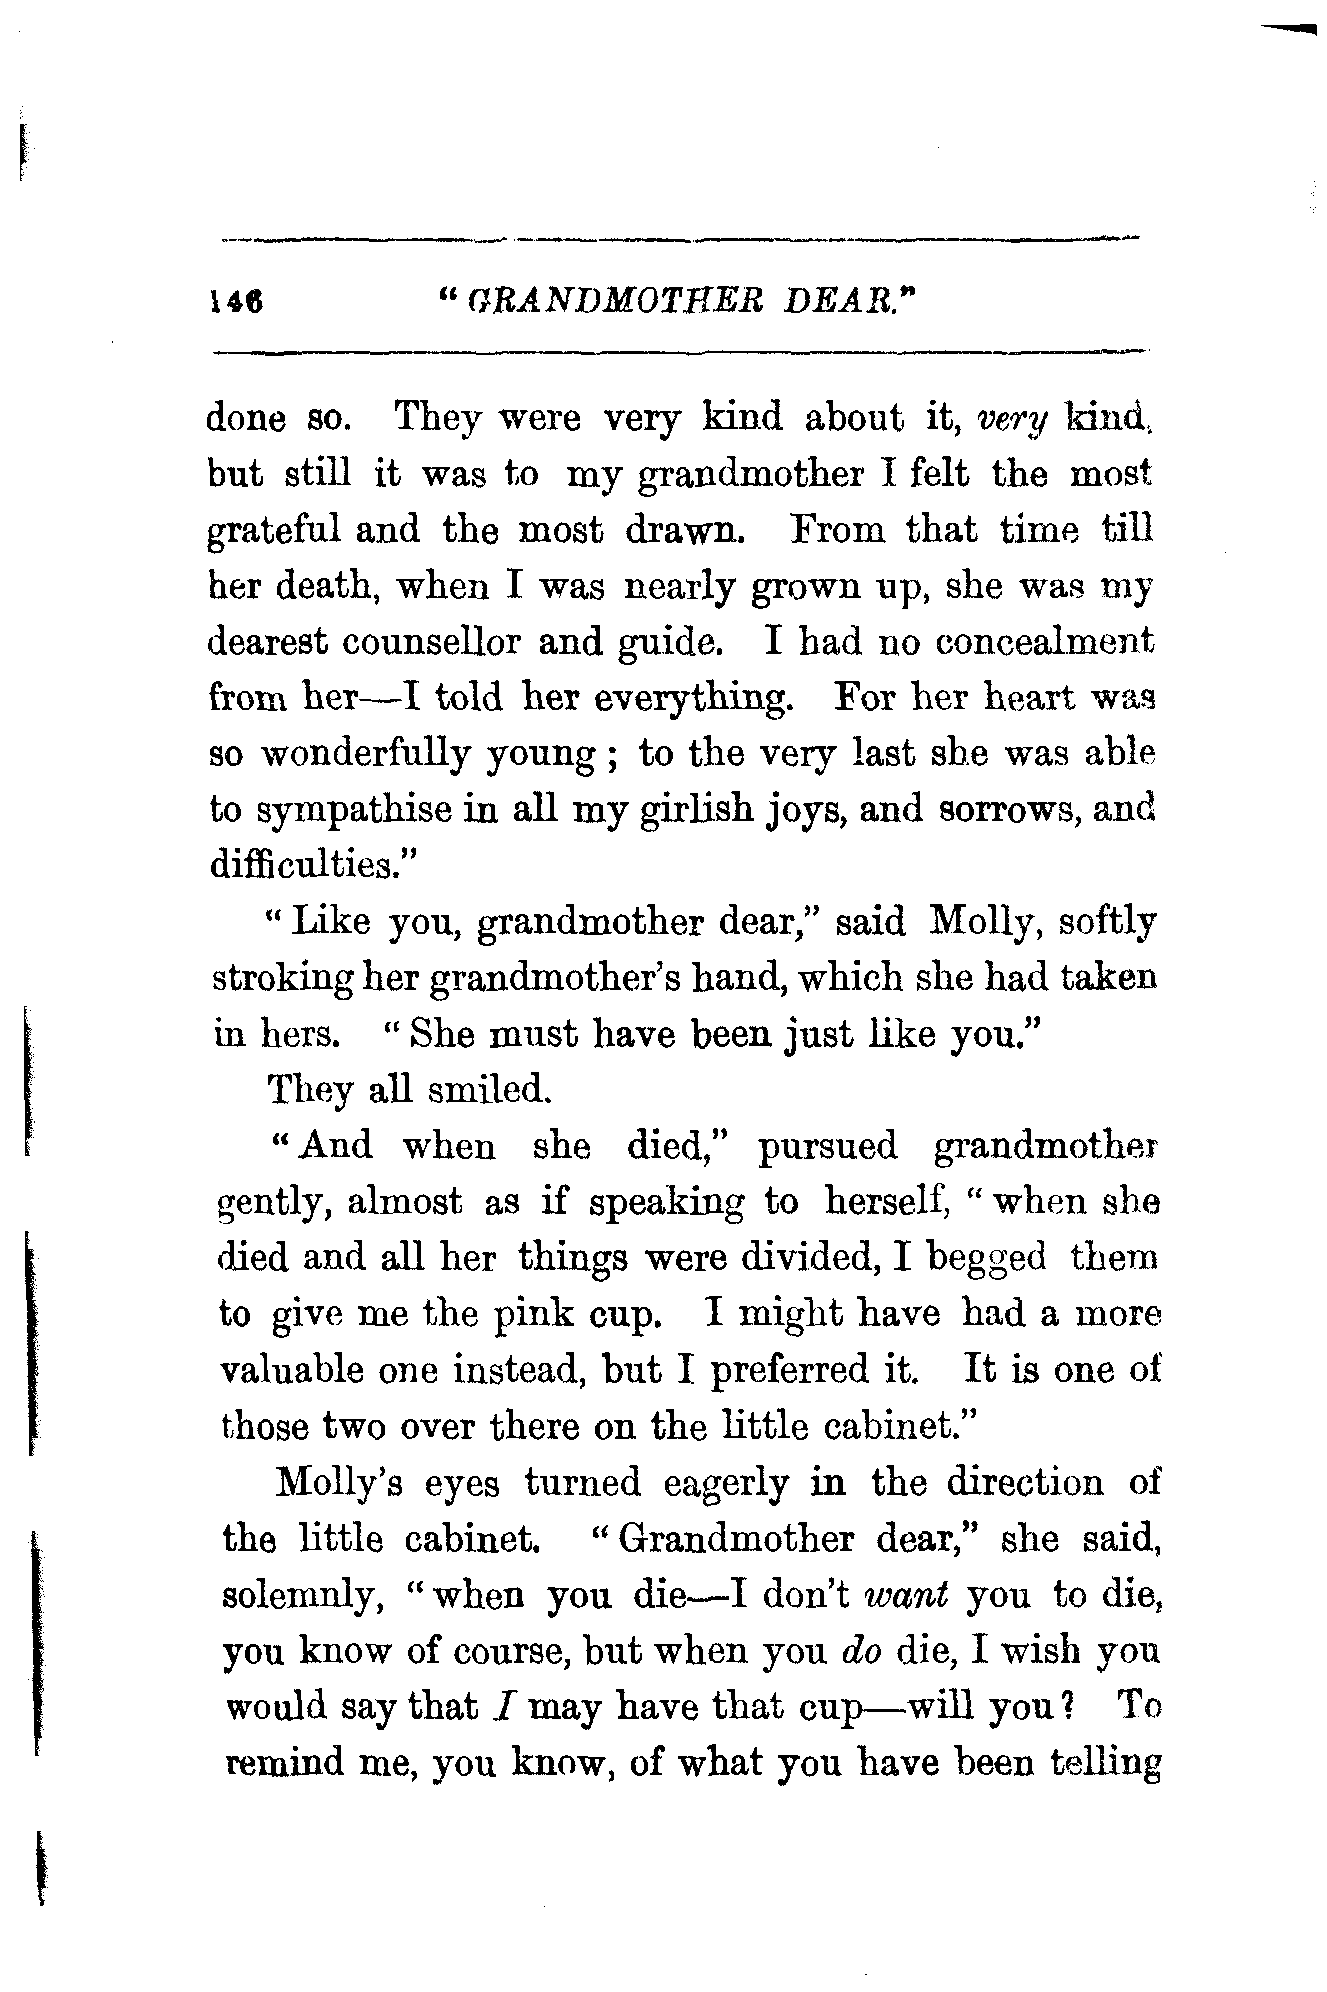 146 " GRANDMOTHER DEAR."
done so. They were very kind about it, very kind,
but still it was to my grandmother I felt the most
grateful and the most drawn. From that time till
her death, when I was nearly grown up, she was my
dearest counsellor and guide. I had no concealment
from her—I told her everything. For her heart was
so wonderfully young ; to the very last she was able
to sympathise in all my girlish joys, and sorrows, and
difficulties."
" Like you, grandmother dear," said Molly, softly
stroking her grandmother's hand, which she had taken
in hers. " She must have been just like you."
They all smiled.
" And when she died," pursued grandmother
gently, almost as if speaking to herself, " when she
died and all her things were divided, I begged them
to give me the pink cup. I might have had a more
valuable one instead, but I preferred it. It is one of
those two over there on the little cabinet."
Molly's eyes turned eagerly in the direction of
the little cabinet. " Grandmother dear," she said,
solemnly, " when you die—I don't want you to die,
you know of course, but when you do die, I wish you
would say that I may have that cup—will you? To
remind me, you know, of what you have been telling